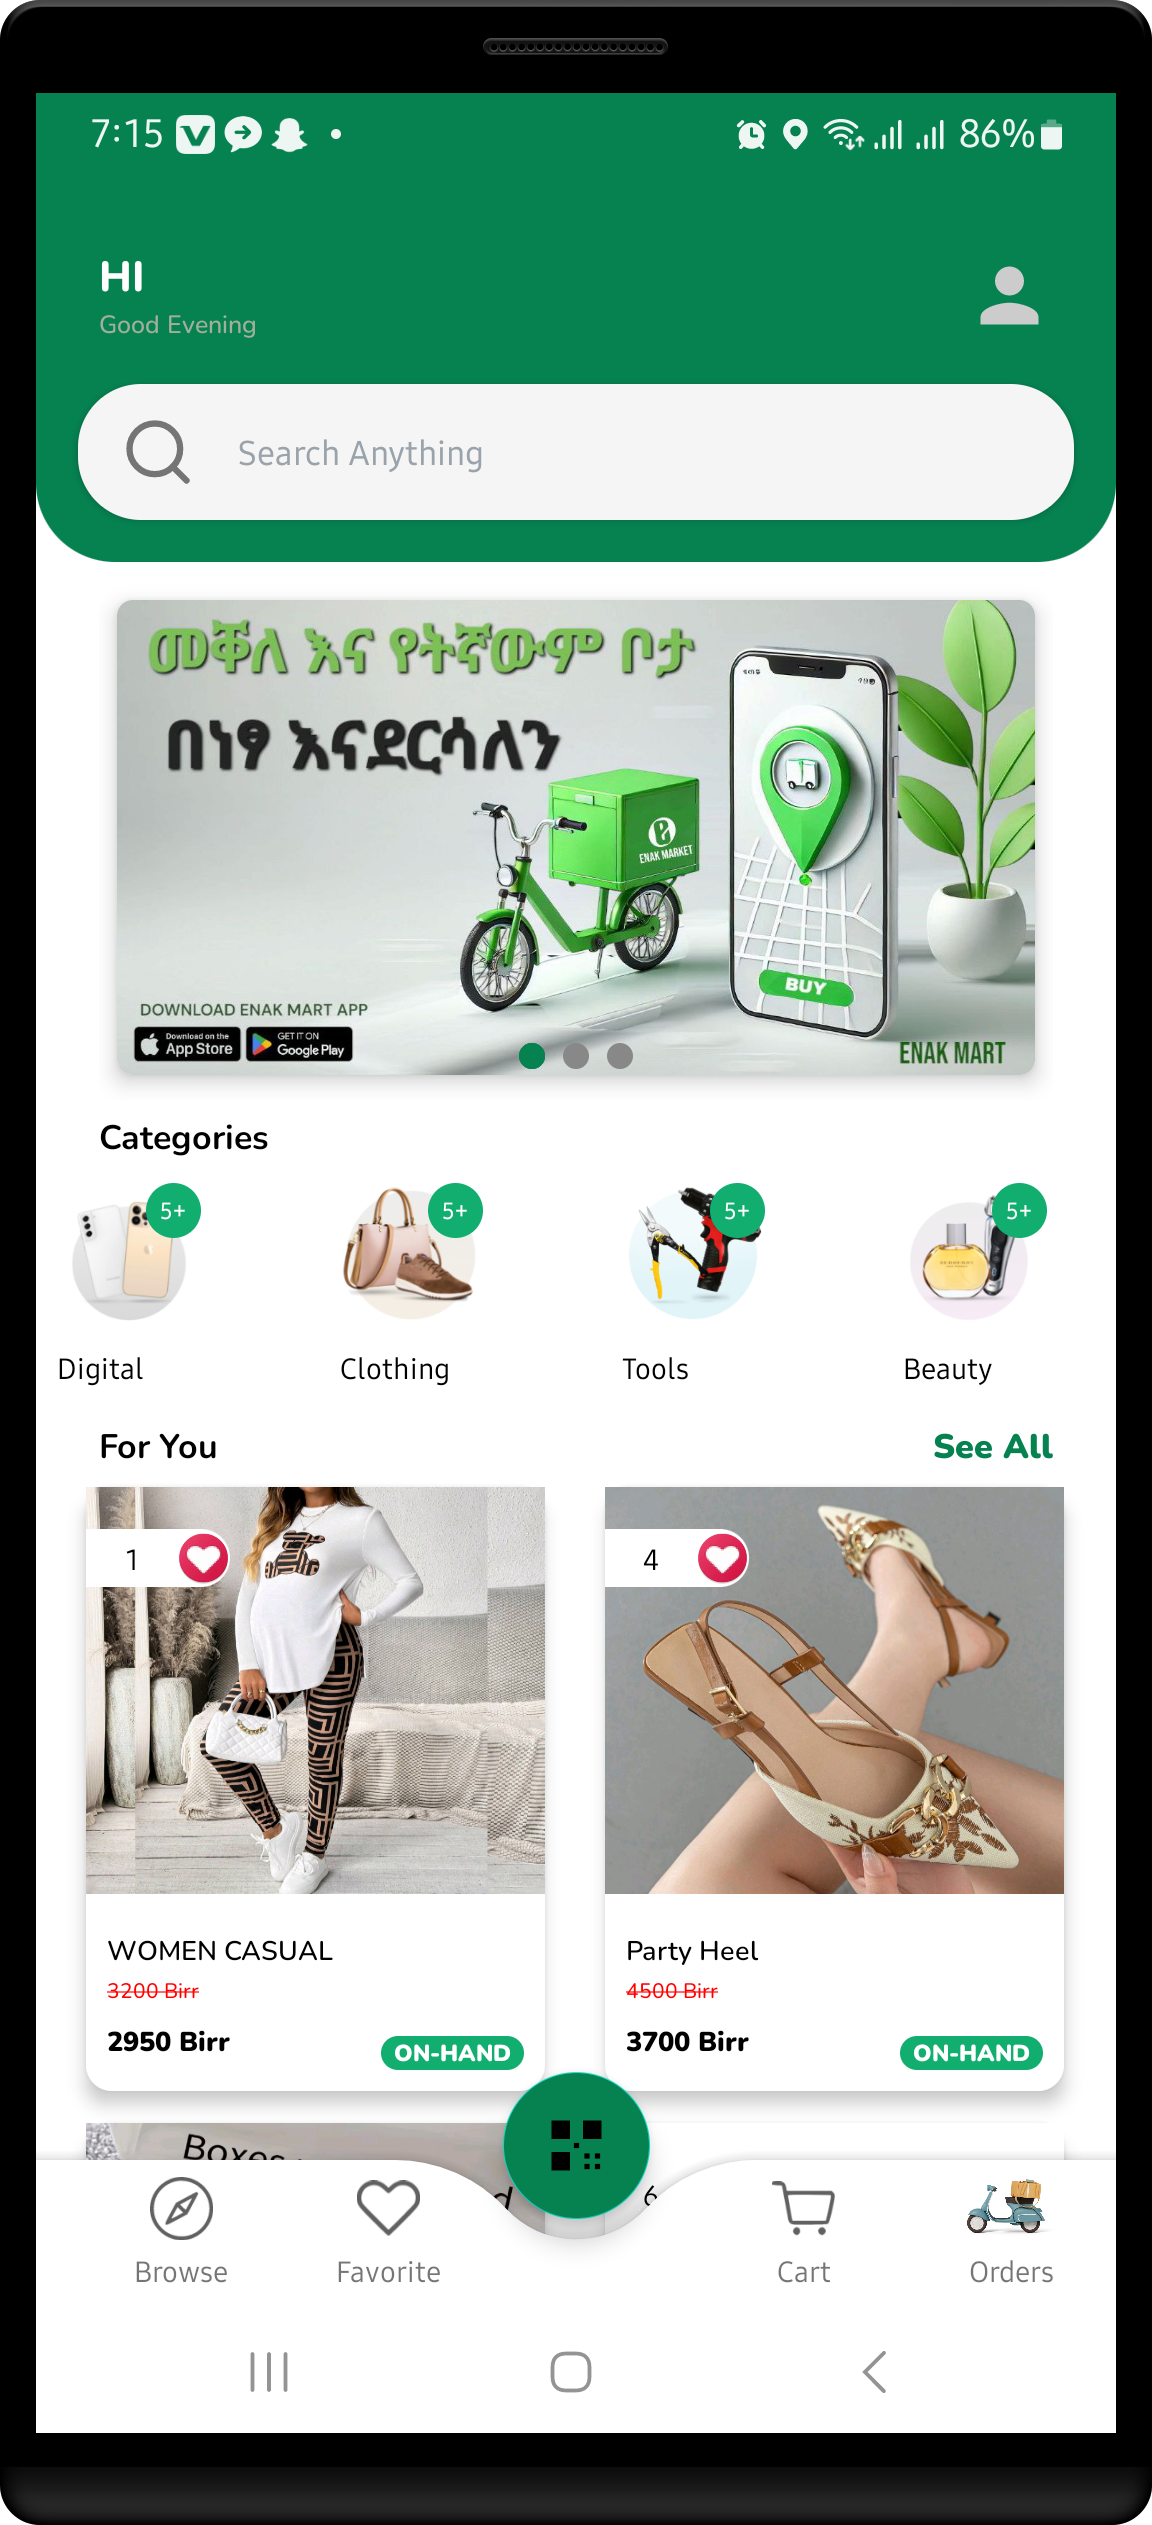 7:15
86%
HI
Good Evening
Search Anything
መቐለ እና የትኛውም ቦታ
በነፃ እናደርሳለን
ENAK MARKET
BUY
DOWNLOAD ENAK MART APP
Download on the
App Store
GET IT ON
Google Play
ENAK MART
Categories
5+
5+
5+
5+
Digital
Clothing
Tools
Beauty
For You
See All
1
4
WOMEN CASUAL
3200 Birr
2950 Birr
ON-HAND
Party Heel
4500 Birr
3700 Birr
ON-HAND
Boxes
Browse
Favorite
Cart
Orders